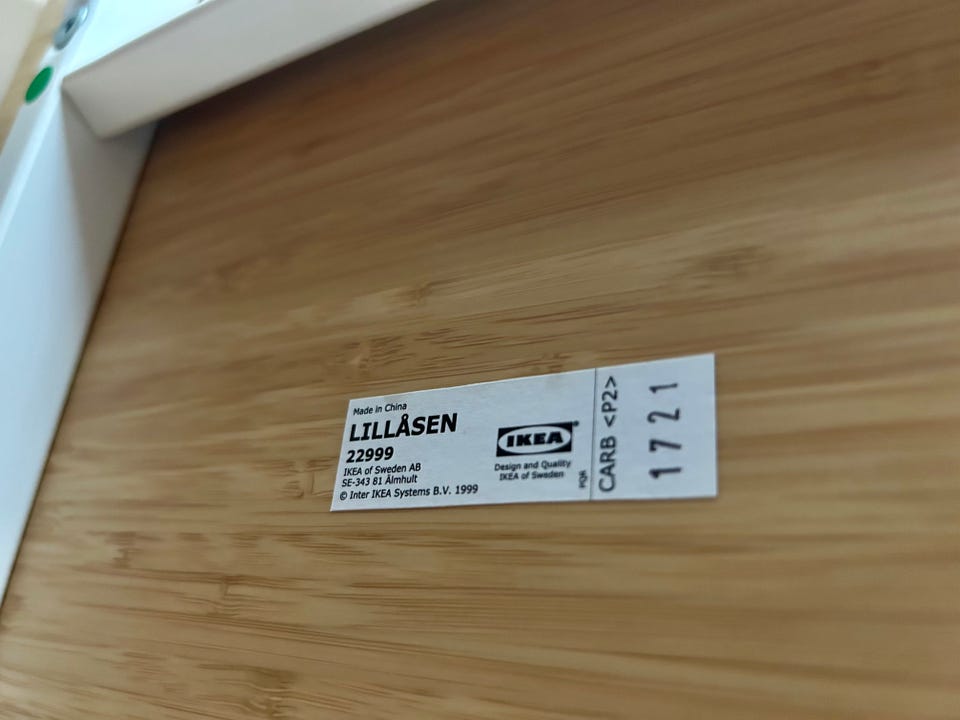 Made in China
LILLÅSEN
22999
IKEA of Sweden AB
SE-343 81 Älmhult
© Inter IKEA Systems B.V. 1999
IKEA®
Design and Quality
IKEA of Sweden
PQR
CARB <P2>
1721